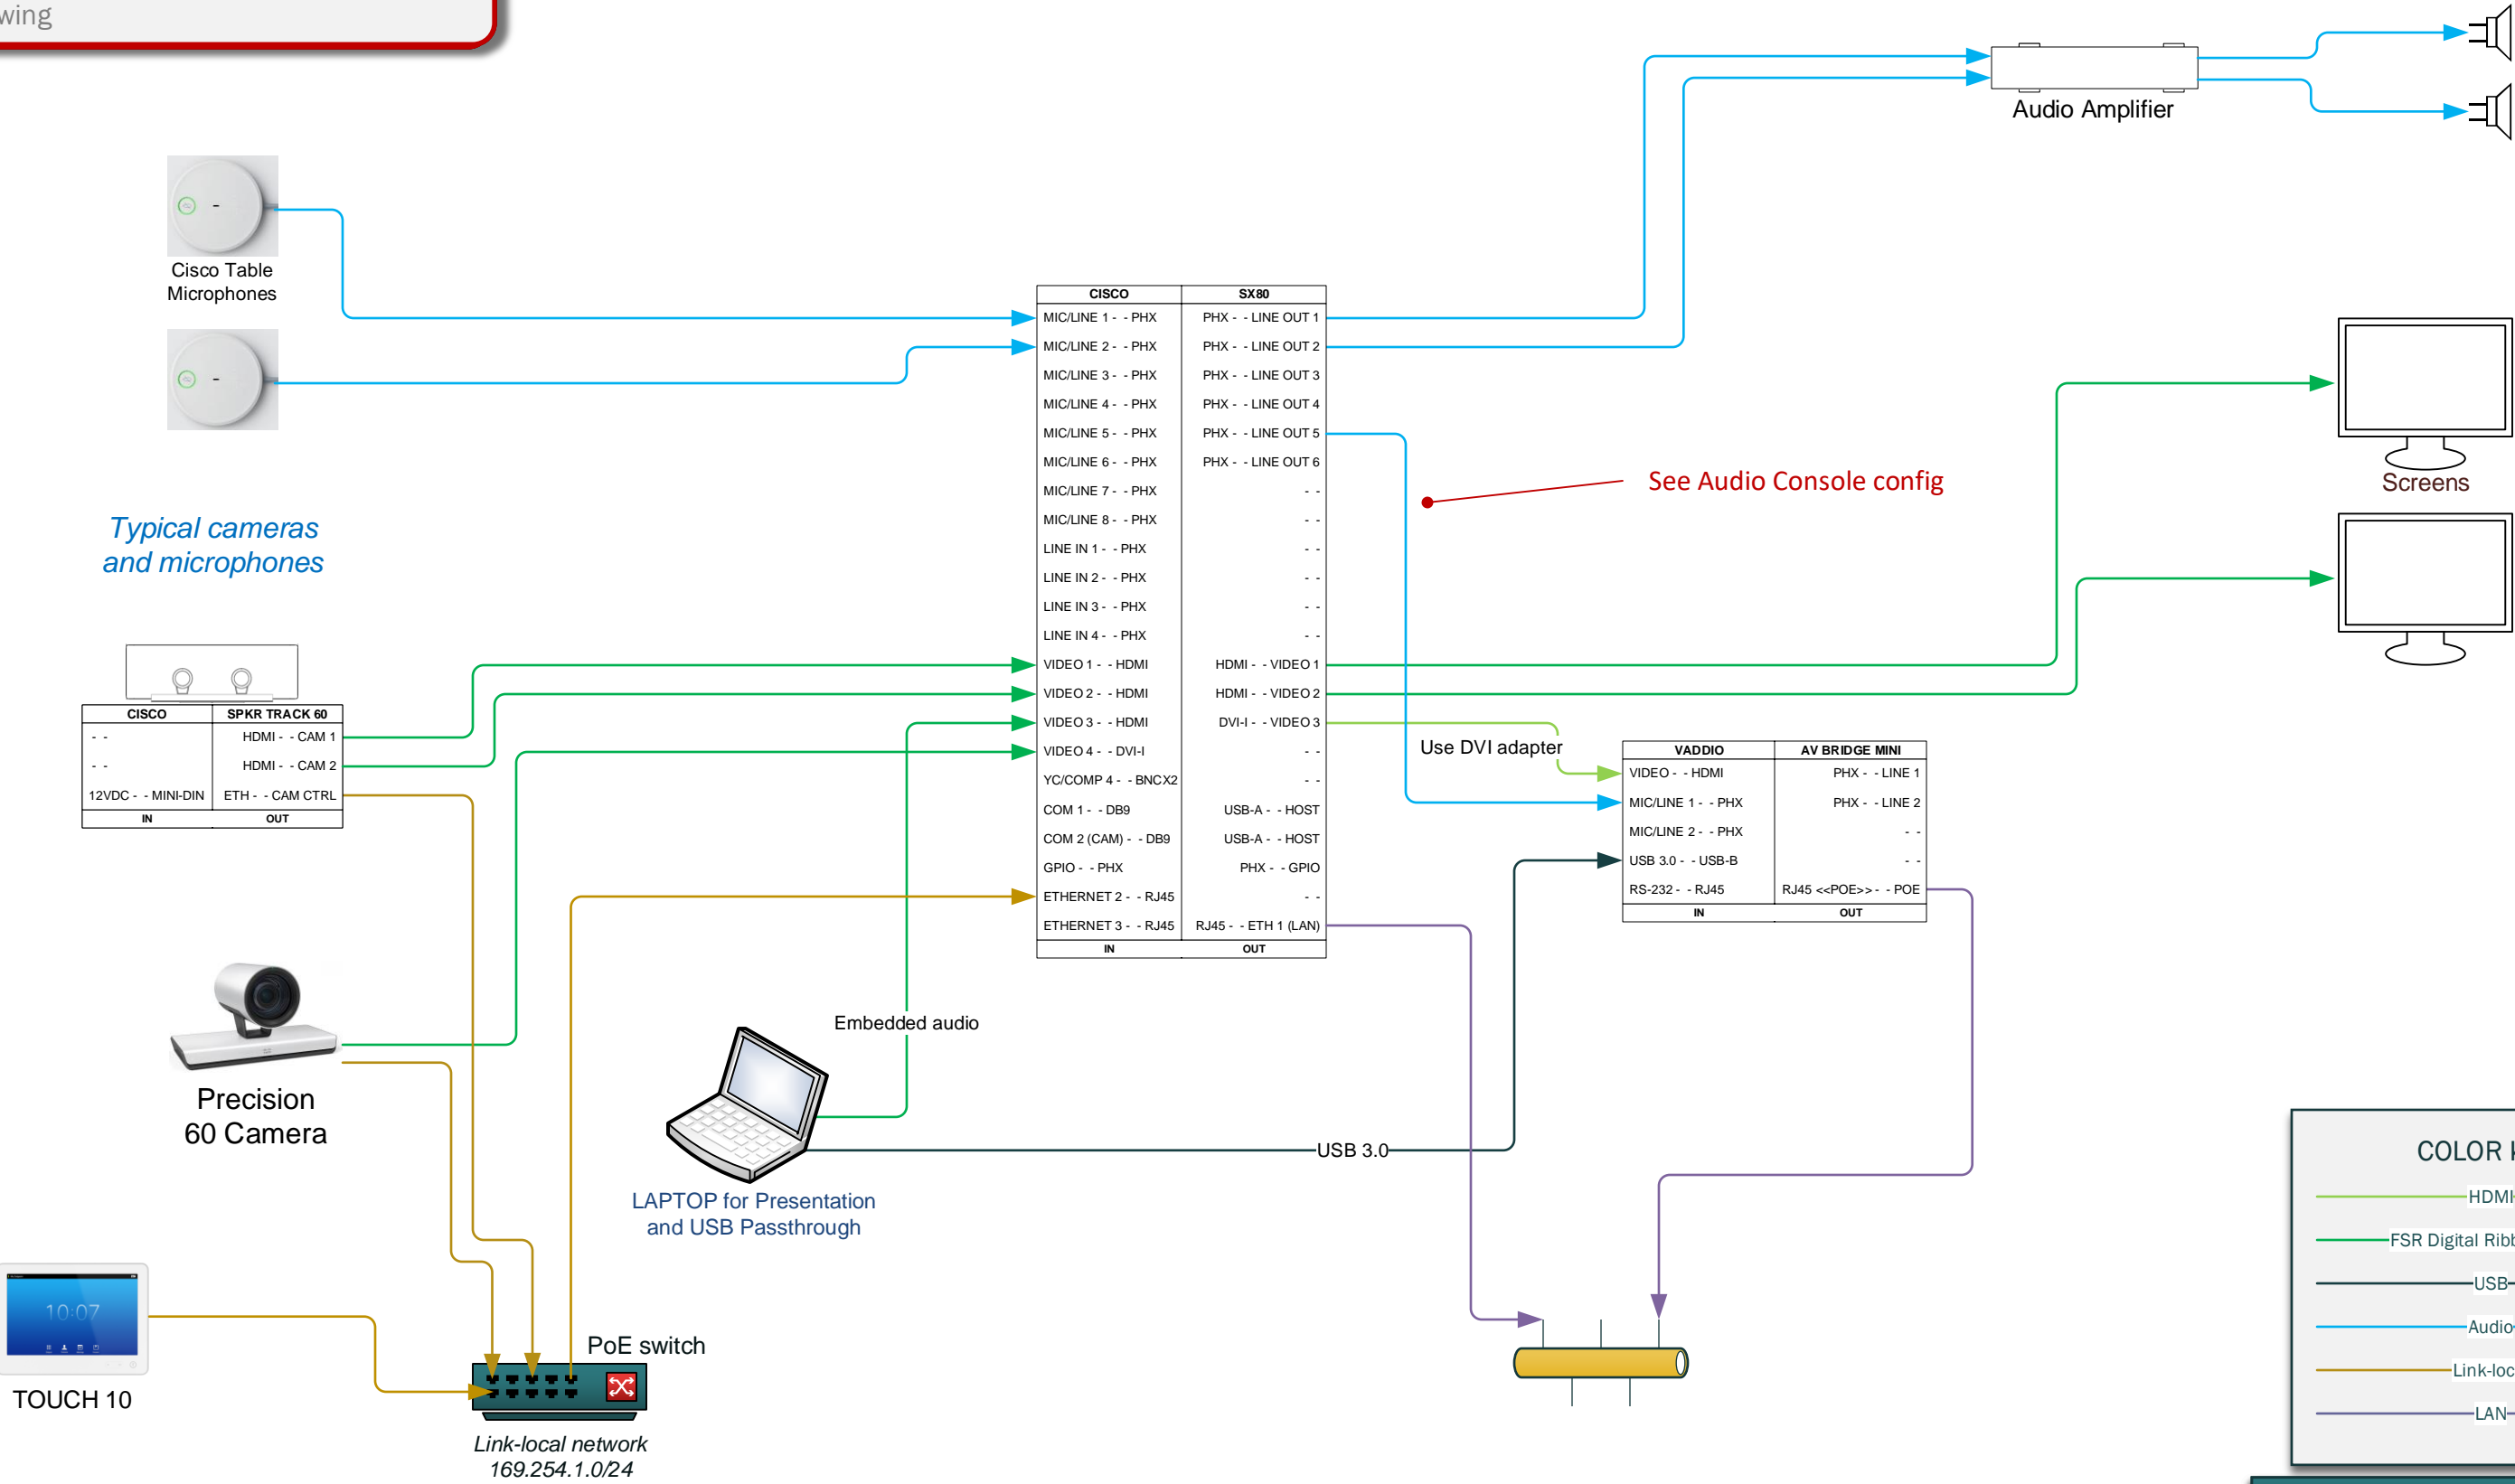 wing
Audio Amplifier
Cisco Table
Microphones
Typical cameras
and microphones
CISCO SX80
MIC/LINE 1 - - PHX PHX - - LINE OUT 1
MIC/LINE 2 - - PHX PHX - - LINE OUT 2
MIC/LINE 3 - - PHX PHX - - LINE OUT 3
MIC/LINE 4 - - PHX PHX - - LINE OUT 4
MIC/LINE 5 - - PHX PHX - - LINE OUT 5
MIC/LINE 6 - - PHX PHX - - LINE OUT 6
MIC/LINE 7 - - PHX - -
MIC/LINE 8 - - PHX - -
LINE IN 1 - - PHX - -
LINE IN 2 - - PHX - -
LINE IN 3 - - PHX - -
LINE IN 4 - - PHX - -
VIDEO 1 - - HDMI HDMI - - VIDEO 1
VIDEO 2 - - HDMI HDMI - - VIDEO 2
VIDEO 3 - - HDMI DVI-I - - VIDEO 3
VIDEO 4 - - DVI-I - -
YC/COMP 4 - - BNCX2 - -
COM 1 - - DB9 USB-A - - HOST
COM 2 (CAM) - - DB9 USB-A - - HOST
GPIO - - PHX PHX - - GPIO
ETHERNET 2 - - RJ45 - -
ETHERNET 3 - - RJ45 RJ45 - - ETH 1 (LAN)
IN OUT
See Audio Console config
Screens
CISCO SPKR TRACK 60
- - HDMI - - CAM 1
- - HDMI - - CAM 2
12VDC - - MINI-DIN ETH - - CAM CTRL
IN OUT
Use DVI adapter
VADDIO AV BRIDGE MINI
VIDEO - - HDMI PHX - - LINE 1
MIC/LINE 1 - - PHX PHX - - LINE 2
MIC/LINE 2 - - PHX - -
USB 3.0 - - USB-B - -
RS-232 - - RJ45 RJ45 <<POE>> - - POE
IN OUT
Embedded audio
Precision
60 Camera
USB 3.0
LAPTOP for Presentation
and USB Passthrough
10:07
TOUCH 10
PoE switch
Link-local network
169.254.1.0/24
COLOR
HDMI
FSR Digital Ribb
USB
Audio
Link-loc
LAN